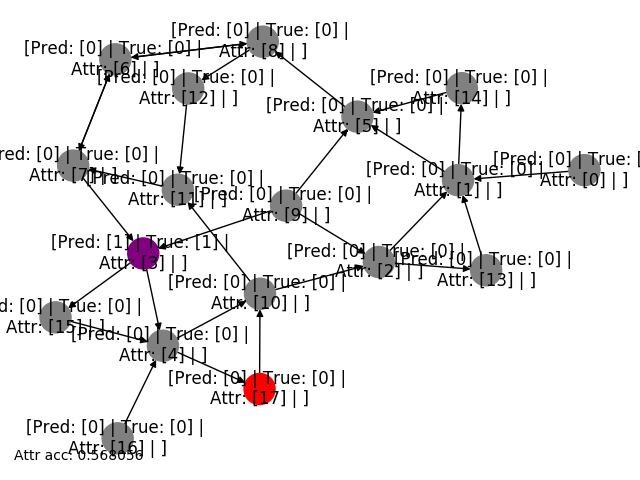 [Pred: [0] | True: [0] |
Attr: [8] | ]
[Pred: [0] | True: [0] |
Attr: [6] | ]
[Pred: [0] | True: [0] |
Attr: [12] | ]
[Pred: [0] | True: [0] |
Attr: [14] | ]
[Pred: [0] | True: [0] |
Attr: [5] | ]
red: [0] | True: [0] |
Attr: [7] | ]
[Pred: [0] | True: [0] |
Attr: [0] | ]
[Pred: [0] | True: [0] |
Attr: [1] | ]
[Pred: [0] | True: [0] |
Attr: [11] | ]
[Pred: [0] | True: [0] |
Attr: [9] | ]
[Pred: [1] | True: [1] |
Attr: [3] | ]
[Pred: [0] | True: [0] |
Attr: [2] | ]
[Pred: [0] | True: [0] |
Attr: [13] | ]
[Pred: [0] | True: [0] |
Attr: [10] | ]
d: [0] | True: [0] |
Attr: [15] | ]
[Pred: [0] | True: [0] |
Attr: [4] | ]
[Pred: [0] | True: [0] |
Attr: [17] | ]
[Pred: [0] | True: [0] |
Attr: [16] | ]